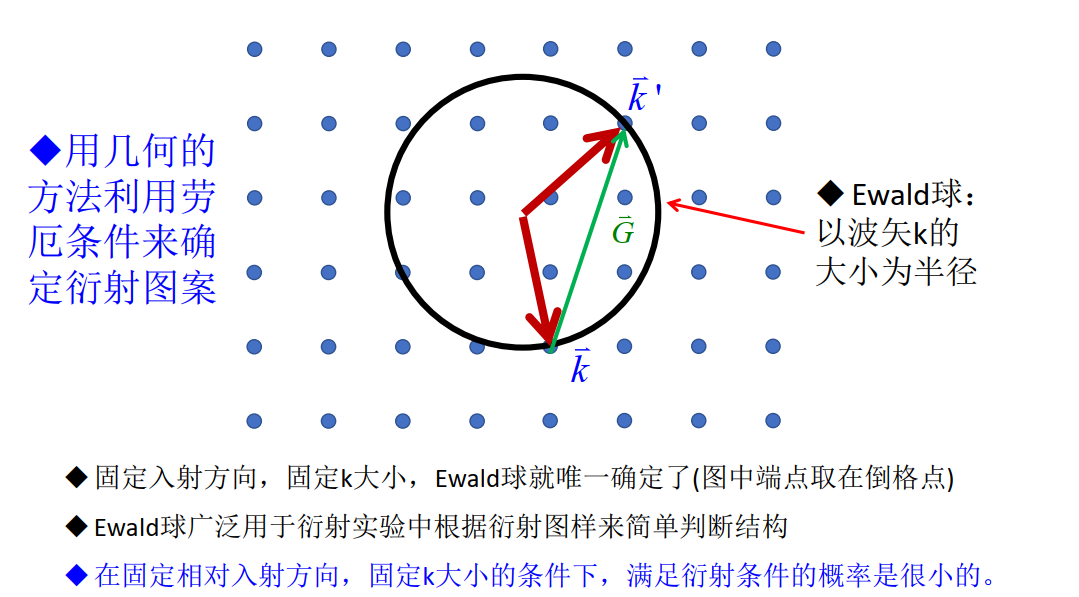 ◆用几何的
方法利用劳
厄条件来确
定衍射图案
k⃗'
G⃗
k⃗
◆ Ewald球：
以波矢k的
大小为半径
◆ 固定入射方向，固定k大小，Ewald球就唯一确定了(图中端点取在倒格点)
◆ Ewald球广泛用于衍射实验中根据衍射图样来简单判断结构
◆ 在固定相对入射方向，固定k大小的条件下，满足衍射条件的概率是很小的。